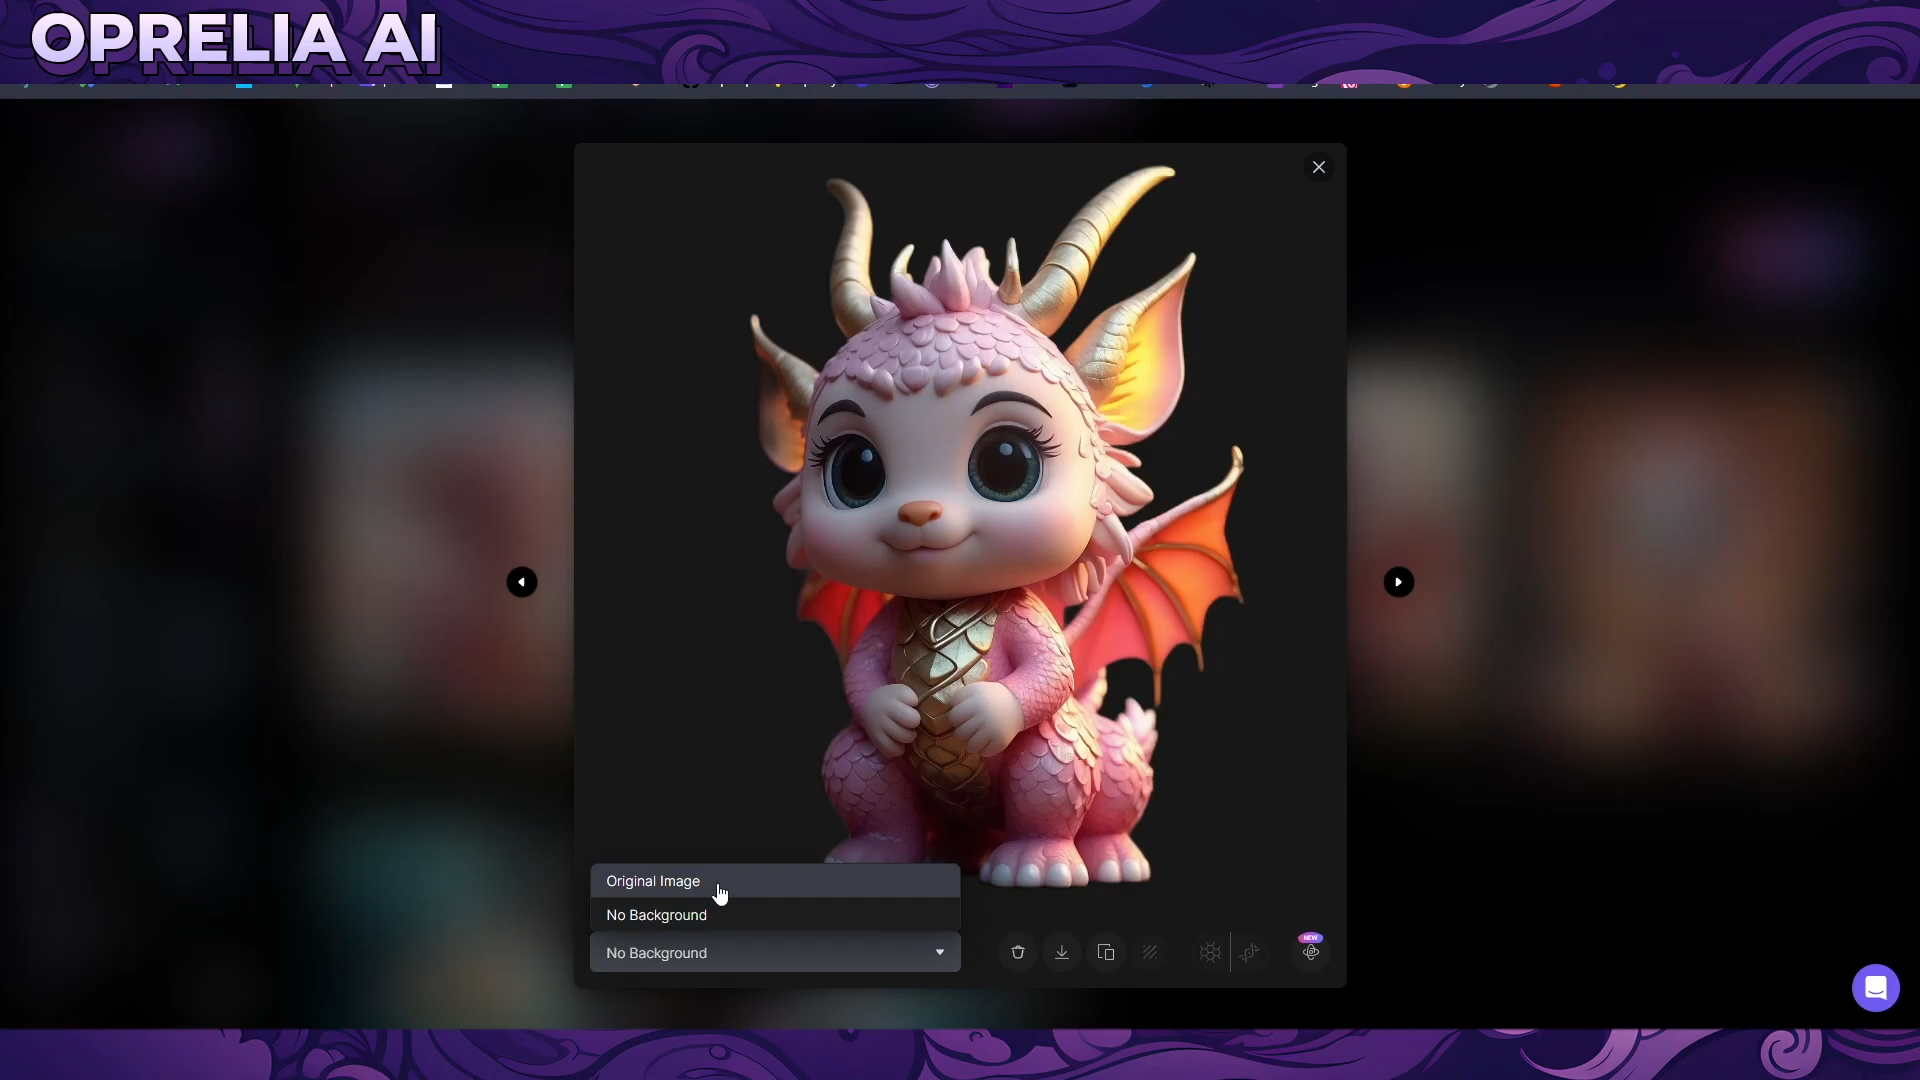 OPRELIA AI
Original Image
No Background
No Background
NEW